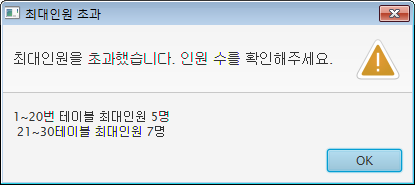 최대인원 초과
최대인원을 초과했습니다. 인원 수를 확인해주세요.
1~20번 테이블 최대인원 5명
21~30테이블 최대인원 7명
OK